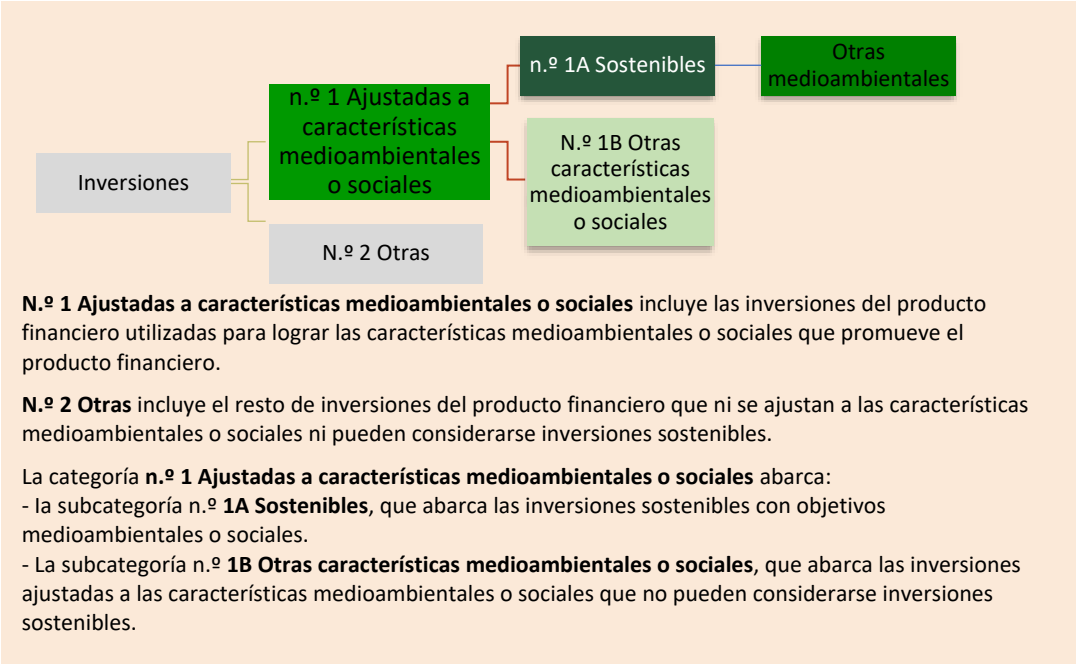 n.º 1A Sostenibles
Otras
medioambientales
n.º 1 Ajustadas a
características
medioambientales
o sociales
N.º 1B Otras
características
medioambientales
o sociales
Inversiones
N.º 2 Otras
N.º 1 Ajustadas a características medioambientales o sociales incluye las inversiones del producto
financiero utilizadas para lograr las características medioambientales o sociales que promueve el
producto financiero.
N.º 2 Otras incluye el resto de inversiones del producto financiero que ni se ajustan a las características
medioambientales o sociales ni pueden considerarse inversiones sostenibles.
La categoría n.º 1 Ajustadas a características medioambientales o sociales abarca:
- la subcategoría n.º 1A Sostenibles, que abarca las inversiones sostenibles con objetivos
medioambientales o sociales.
- La subcategoría n.º 1B Otras características medioambientales o sociales, que abarca las inversiones
ajustadas a las características medioambientales o sociales que no pueden considerarse inversiones
sostenibles.